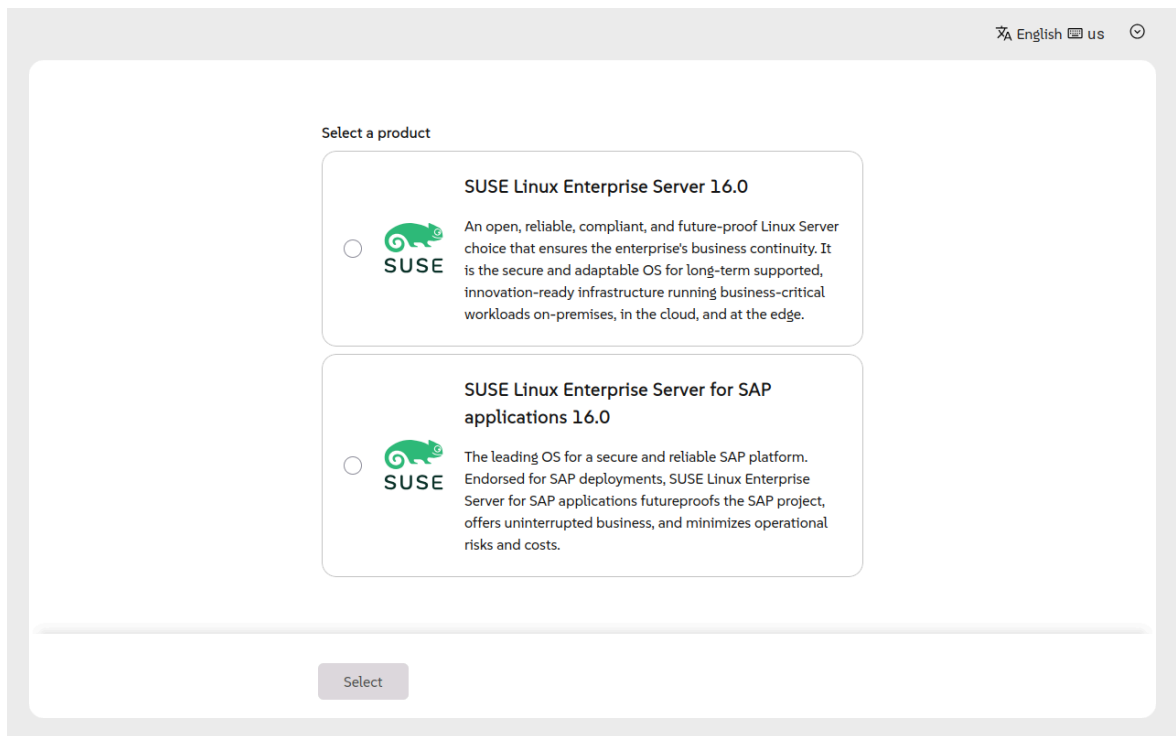 English us
Select a product
SUSE Linux Enterprise Server 16.0
An open, reliable, compliant, and future-proof Linux Server
choice that ensures the enterprise's business continuity. It
is the secure and adaptable OS for long-term supported,
innovation-ready infrastructure running business-critical
workloads on-premises, in the cloud, and at the edge.
SUSE
SUSE Linux Enterprise Server for SAP
applications 16.0
The leading OS for a secure and reliable SAP platform.
Endorsed for SAP deployments, SUSE Linux Enterprise
Server for SAP applications futureproofs the SAP project,
offers uninterrupted business, and minimizes operational
risks and costs.
SUSE
Select